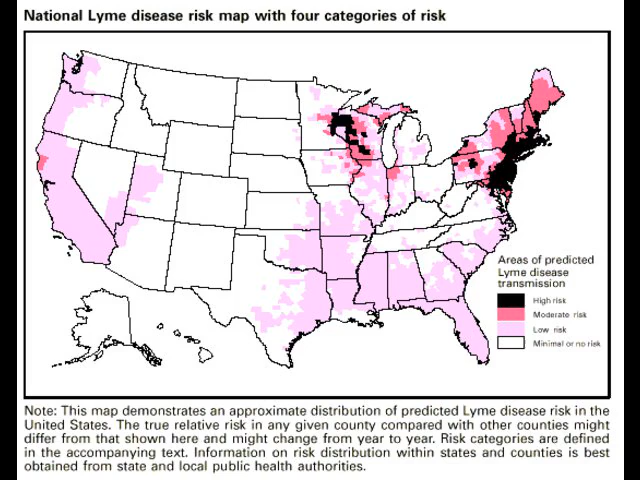 National Lyme disease risk map with four categories of risk
Areas of predicted
Lyme disease
transmission
High risk
Moderate risk
Low risk
Minimal or no risk
Note: This map demonstrates an approximate distribution of predicted Lyme disease risk in the
United States. The true relative risk in any given county compared with other counties might
differ from that shown here and might change from year to year. Risk categories are defined
in the accompanying text. Information on risk distribution within states and counties is best
obtained from state and local public health authorities.